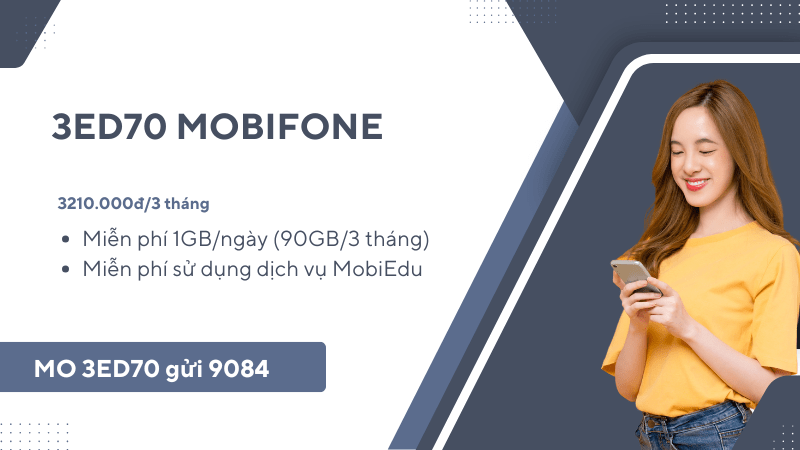 3ED70 MOBIFONE
3210.000đ/3 tháng
Miễn phí 1GB/ngày (90GB/3 tháng)
Miễn phí sử dụng dịch vụ MobiEdu
MO 3ED70 gửi 9084